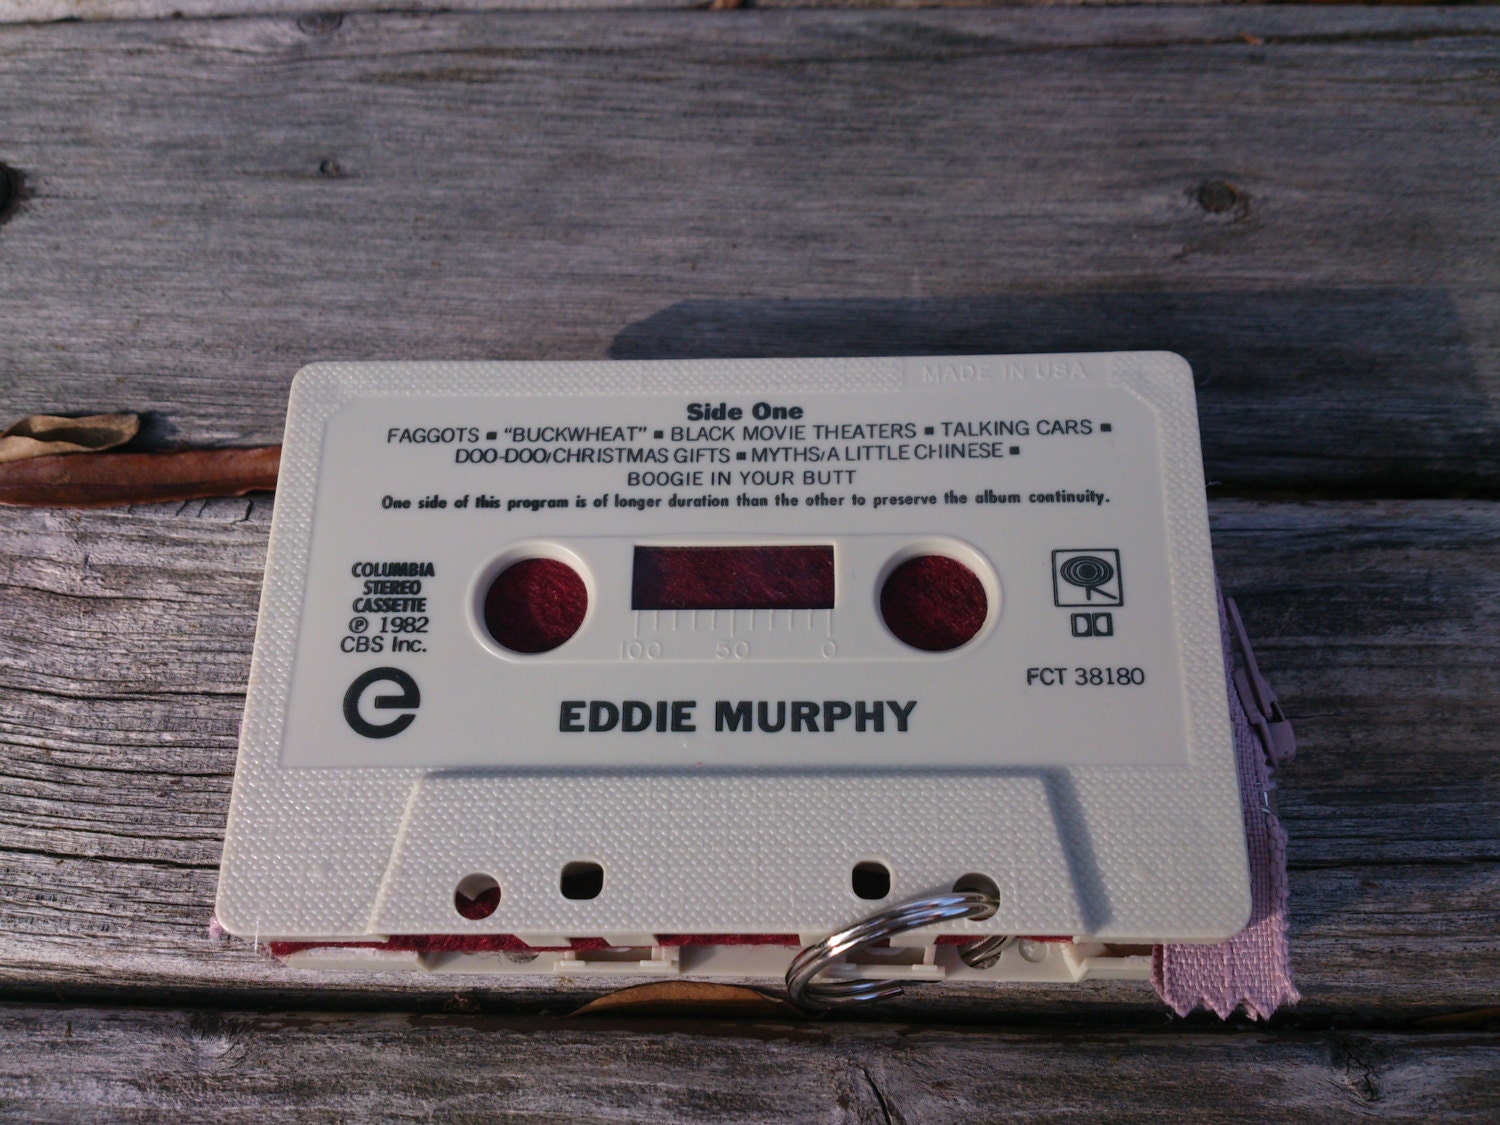 MADE IN USA
Side One
FAGGOTS ▪ "BUCKWHEAT" ▪ BLACK MOVIE THEATERS ▪ TALKING CARS ▪
DOO-DOO/CHRISTMAS GIFTS ▪ MYTHS/A LITTLE CHINESE ▪
BOOGIE IN YOUR BUTT
One side of this program is of longer duration than the other to preserve the album continuity.
COLUMBIA
STEREO
CASSETTE
℗ 1982
CBS Inc.
e
100 50 0
FCT 38180
EDDIE MURPHY